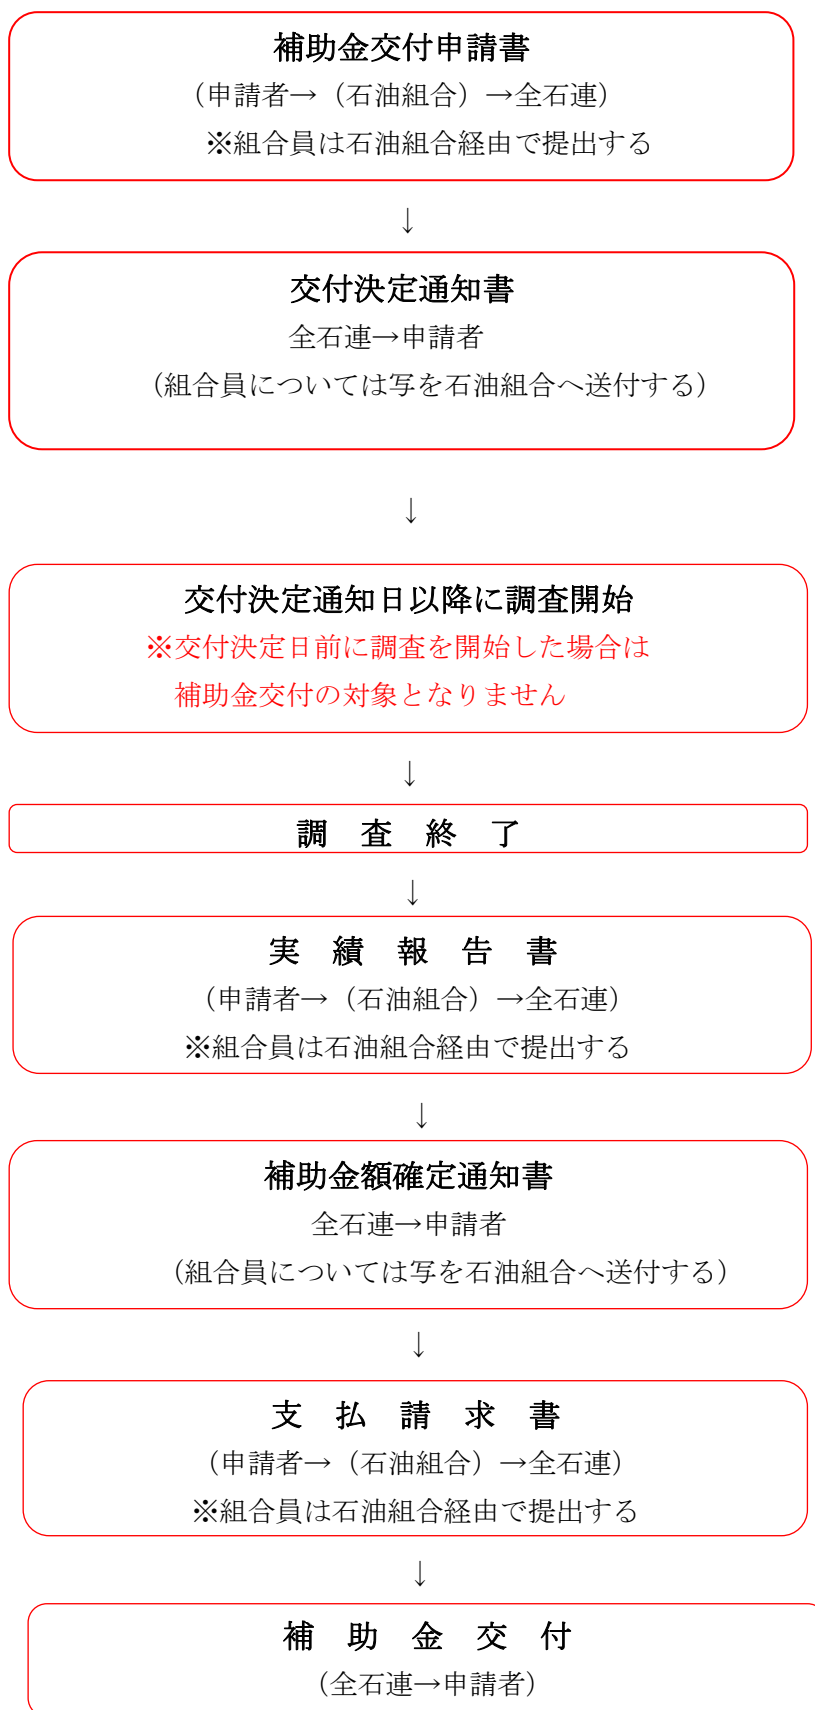 補助金交付申請書
（申請者→（石油組合）→全石連）
※組合員は石油組合経由で提出する
↓
交付決定通知書
全石連→申請者
（組合員については写を石油組合へ送付する）
↓
交付決定通知日以降に調査開始
※交付決定日前に調査を開始した場合は
補助金交付の対象となりません
↓
調　査　終　了
↓
実　績　報　告　書
（申請者→（石油組合）→全石連）
※組合員は石油組合経由で提出する
↓
補助金額確定通知書
全石連→申請者
（組合員については写を石油組合へ送付する）
↓
支　払　請　求　書
（申請者→（石油組合）→全石連）
※組合員は石油組合経由で提出する
↓
補　助　金　交　付
（全石連→申請者）